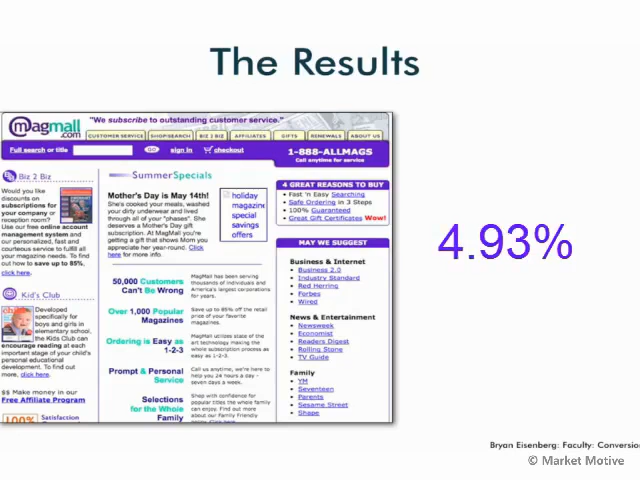 The Results
@magmall.com
"We subscribe to outstanding customer service."
CUSTOMER SERVICE SHOP/SEARCH BIZ 2 BIZ AFFILIATES GIFTS RENEWALS ABOUT US
Full search or title GO sign in checkout
1-888-ALLMAGS
Call anytime for service
Biz 2 Biz
Would you like
discounts on
subscriptions for
your company or
reception room?
Use our free online account
management system and
our personalized, fast and
courteous service to fulfill all
your magazine needs. To find
out how to save up to 85%,
click here.
Kid's Club
Developed
specifically for
boys and girls in
elementary school,
the Kids Club can
encourage reading at
each important stage of your
child's
personal educational
development. To find out
more, click here.
$$ Make money in our
Free Affiliate Program
100% Satisfaction
SummerSpecials
Mother's Day is May 14th!
She's cooked your meals, washed
your dirty underwear and lived
through all of your "phases". She
deserves a Mother's Day gift
subscription. At MagMall you're
getting a gift that shows Mom
you appreciate her year-round. Click
here for more info.
holiday
magazine
special
savings
offers
50,000 Customers
Can't Be Wrong
MagMall has been serving
thousands of individuals and
America's largest corporations
for years.
Over 1,000 Popular
Magazines
Save up to 85% off the retail
price of your favorite
magazines.
Ordering is Easy as
1-2-3
MagMall utilizes state of the
art technology making the
whole subscription process as
easy as 1-2-3.
Prompt & Personal
Service
Call us anytime, we're here to
help you 24 hours a day -
seven days a week.
Selections
for the Whole
Family
Shop with confidence for
popular titles the whole family
can enjoy. Find out more
about our Family Friendly
4 GREAT REASONS TO BUY
Fast 'n Easy Searching
Safe Ordering in 3 Steps
100% Guaranteed
Great Gift Certificates Wow!
MAY WE SUGGEST
Business & Internet
Business 2.0
Industry Standard
Red Herring
Forbes
Wired
News & Entertainment
Newsweek
Economist
Readers Digest
Rolling Stone
TV Guide
Family
YM
Seventeen
Parents
Sesame Street
Shape
4.93%
Bryan Eisenberg: Faculty: Conversion
© Market Motive